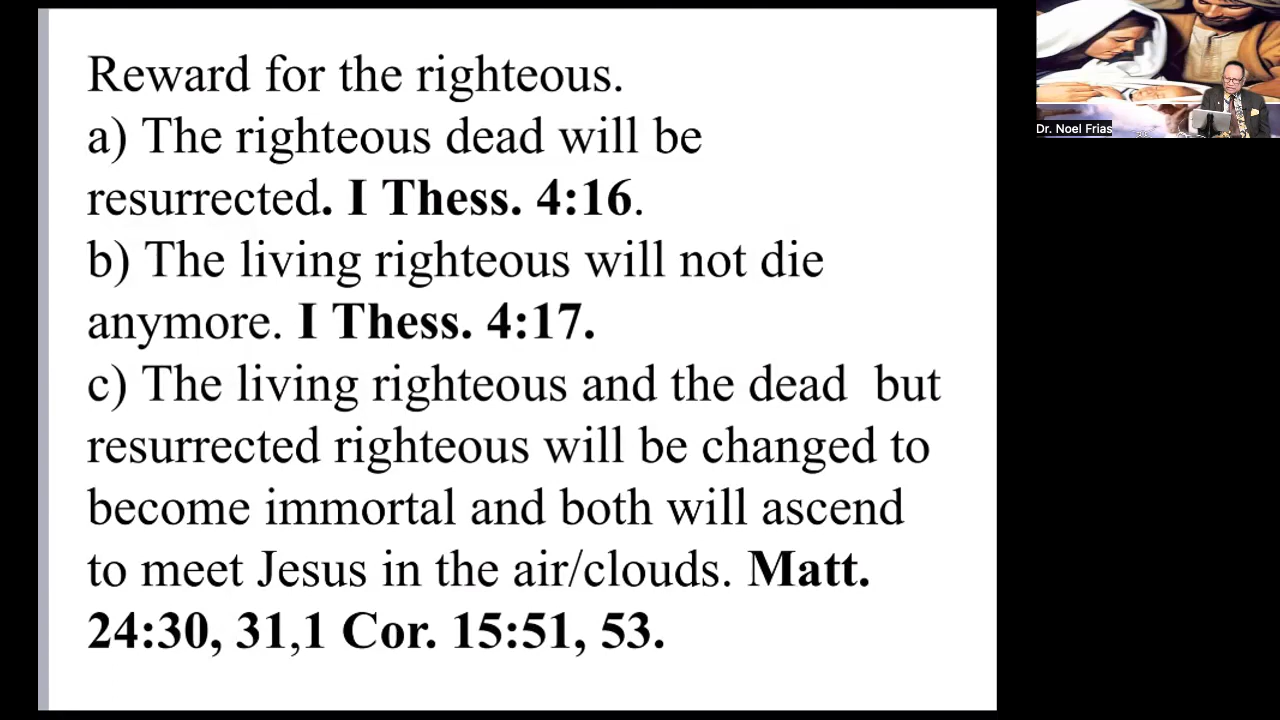 Reward for the righteous.
a) The righteous dead will be
resurrected. I Thess. 4:16.
b) The living righteous will not die
anymore. I Thess. 4:17.
c) The living righteous and the dead  but
resurrected righteous will be changed to
become immortal and both will ascend
to meet Jesus in the air/clouds. Matt.
24:30, 31,1 Cor. 15:51, 53.
Dr. Noel Frias